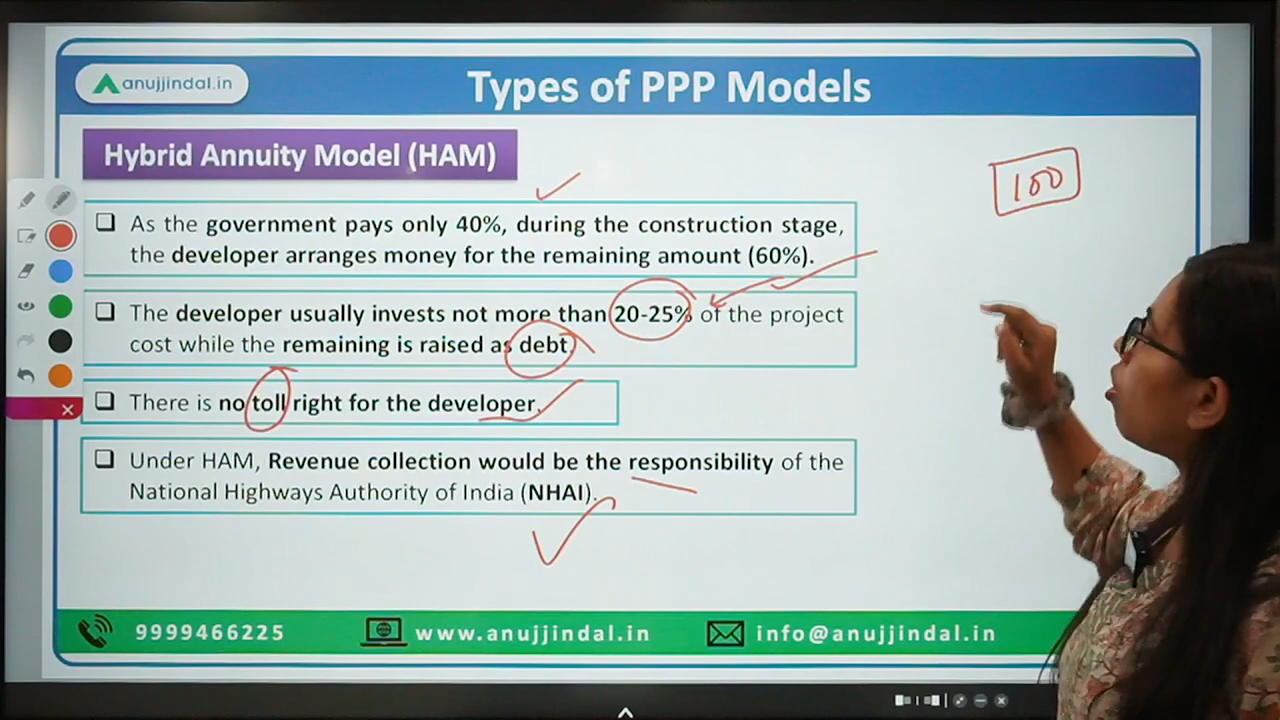 anujjindal.in
Types of PPP Models
Hybrid Annuity Model (HAM)
100
❑ As the government pays only 40%, during the construction stage,
the developer arranges money for the remaining amount (60%).
❑ The developer usually invests not more than 20-25% of the project
cost while the remaining is raised as debt.
❑ There is no toll right for the developer.
❑ Under HAM, Revenue collection would be the responsibility of the
National Highways Authority of India (NHAI).
9999466225 www.anujjindal.in info@anujjindal.in